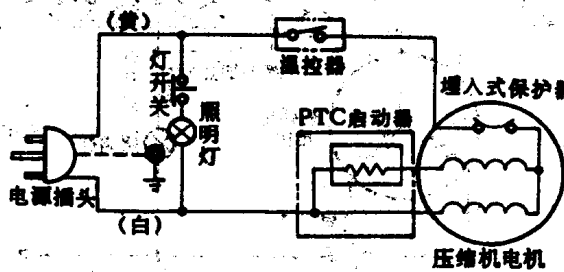 （黄）
灯开关
温控器
埋入式保护器
照明灯
PTC启动器
电源插头
（白）
压缩机电机